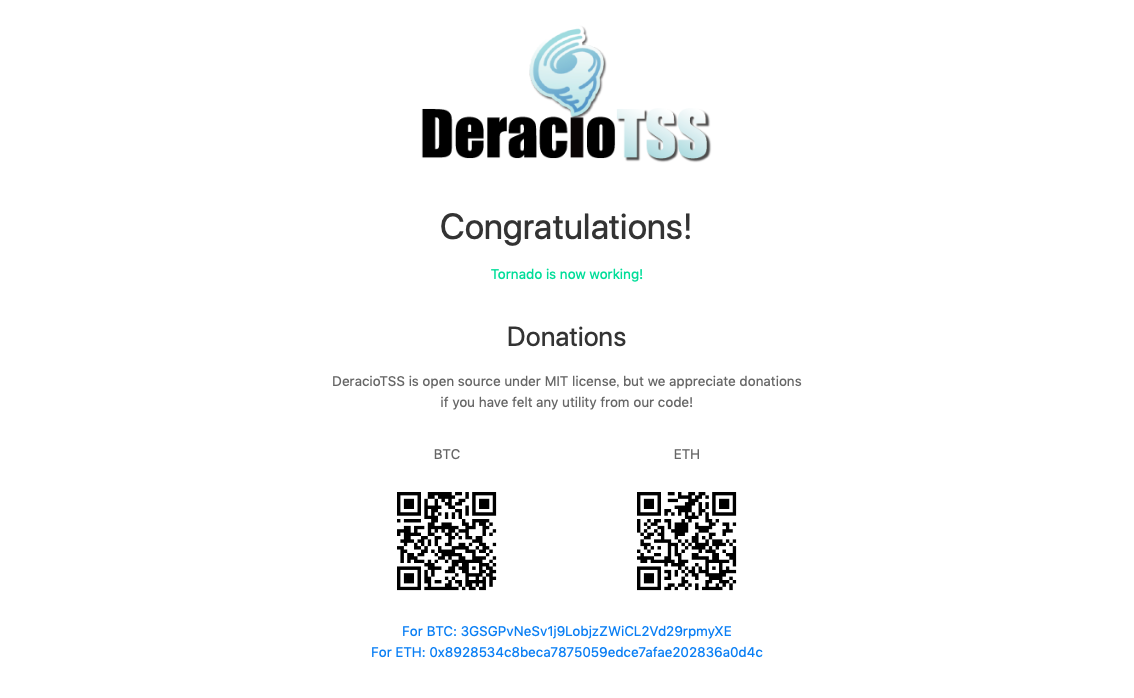 DeracioTSS
Congratulations!
Tornado is now working!
Donations
DeracioTSS is open source under MIT license, but we appreciate donations
if you have felt any utility from our code!
BTC
ETH
For BTC: 3GSGPvNeSv1j9LobjzZWiCL2Vd29rpmyXE
For ETH: 0x8928534c8beca7875059edce7afae202836a0d4c